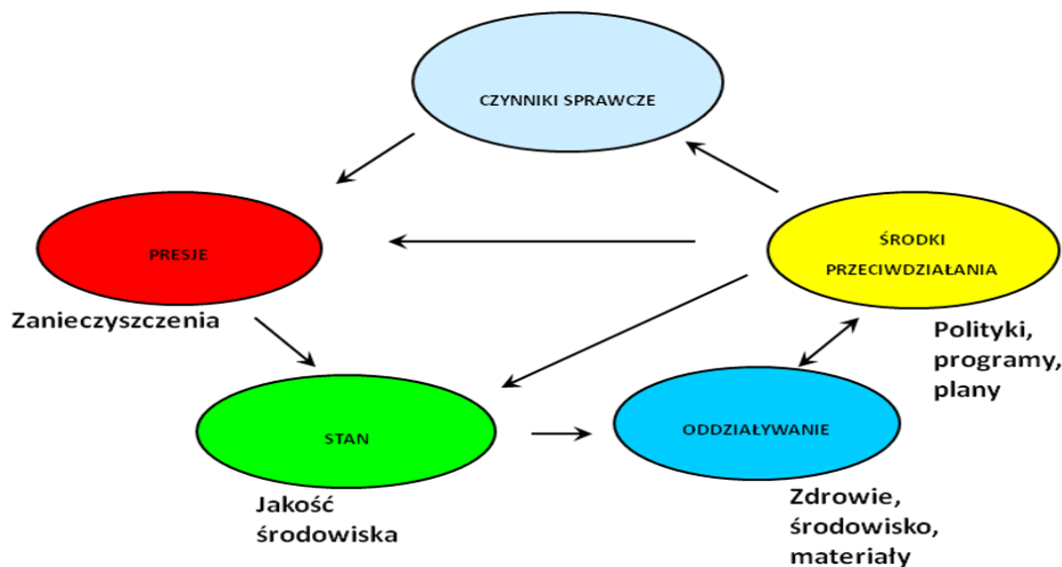 CZYNNIKI SPRAWCZE
PRESJE
Zanieczyszczenia
ŚRODKI
PRZECIWDZIAŁANIA
Polityki,
programy,
plany
STAN
Jakość
środowiska
ODDZIAŁYWANIE
Zdrowie,
środowisko,
materiały